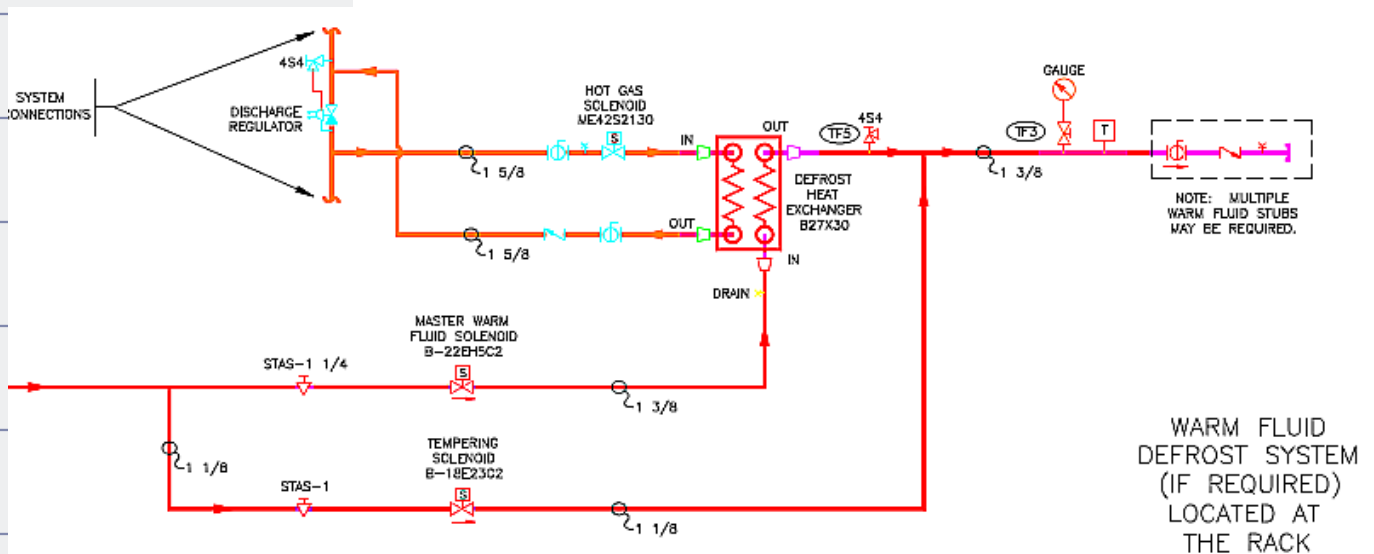 4S4
SYSTEM
CONNECTIONS
DISCHARGE
REGULATOR
HOT GAS
SOLENOID
ME42S2130
S
IN
OUT
1 5/8
OUT
1 5/8
IN
DEFROST
HEAT
EXCHANGER
B27X30
DRAIN
TF5
4S4
TF3
1 3/8
GAUGE
T
NOTE: MULTIPLE
WARM FLUID STUBS
MAY BE REQUIRED.
MASTER WARM
FLUID SOLENOID
B-22EH5C2
STAS-1 1/4
S
1 3/8
1 1/8
TEMPERING
SOLENOID
B-18E23C2
STAS-1
S
1 1/8
WARM FLUID
DEFROST SYSTEM
(IF REQUIRED)
LOCATED AT
THE RACK